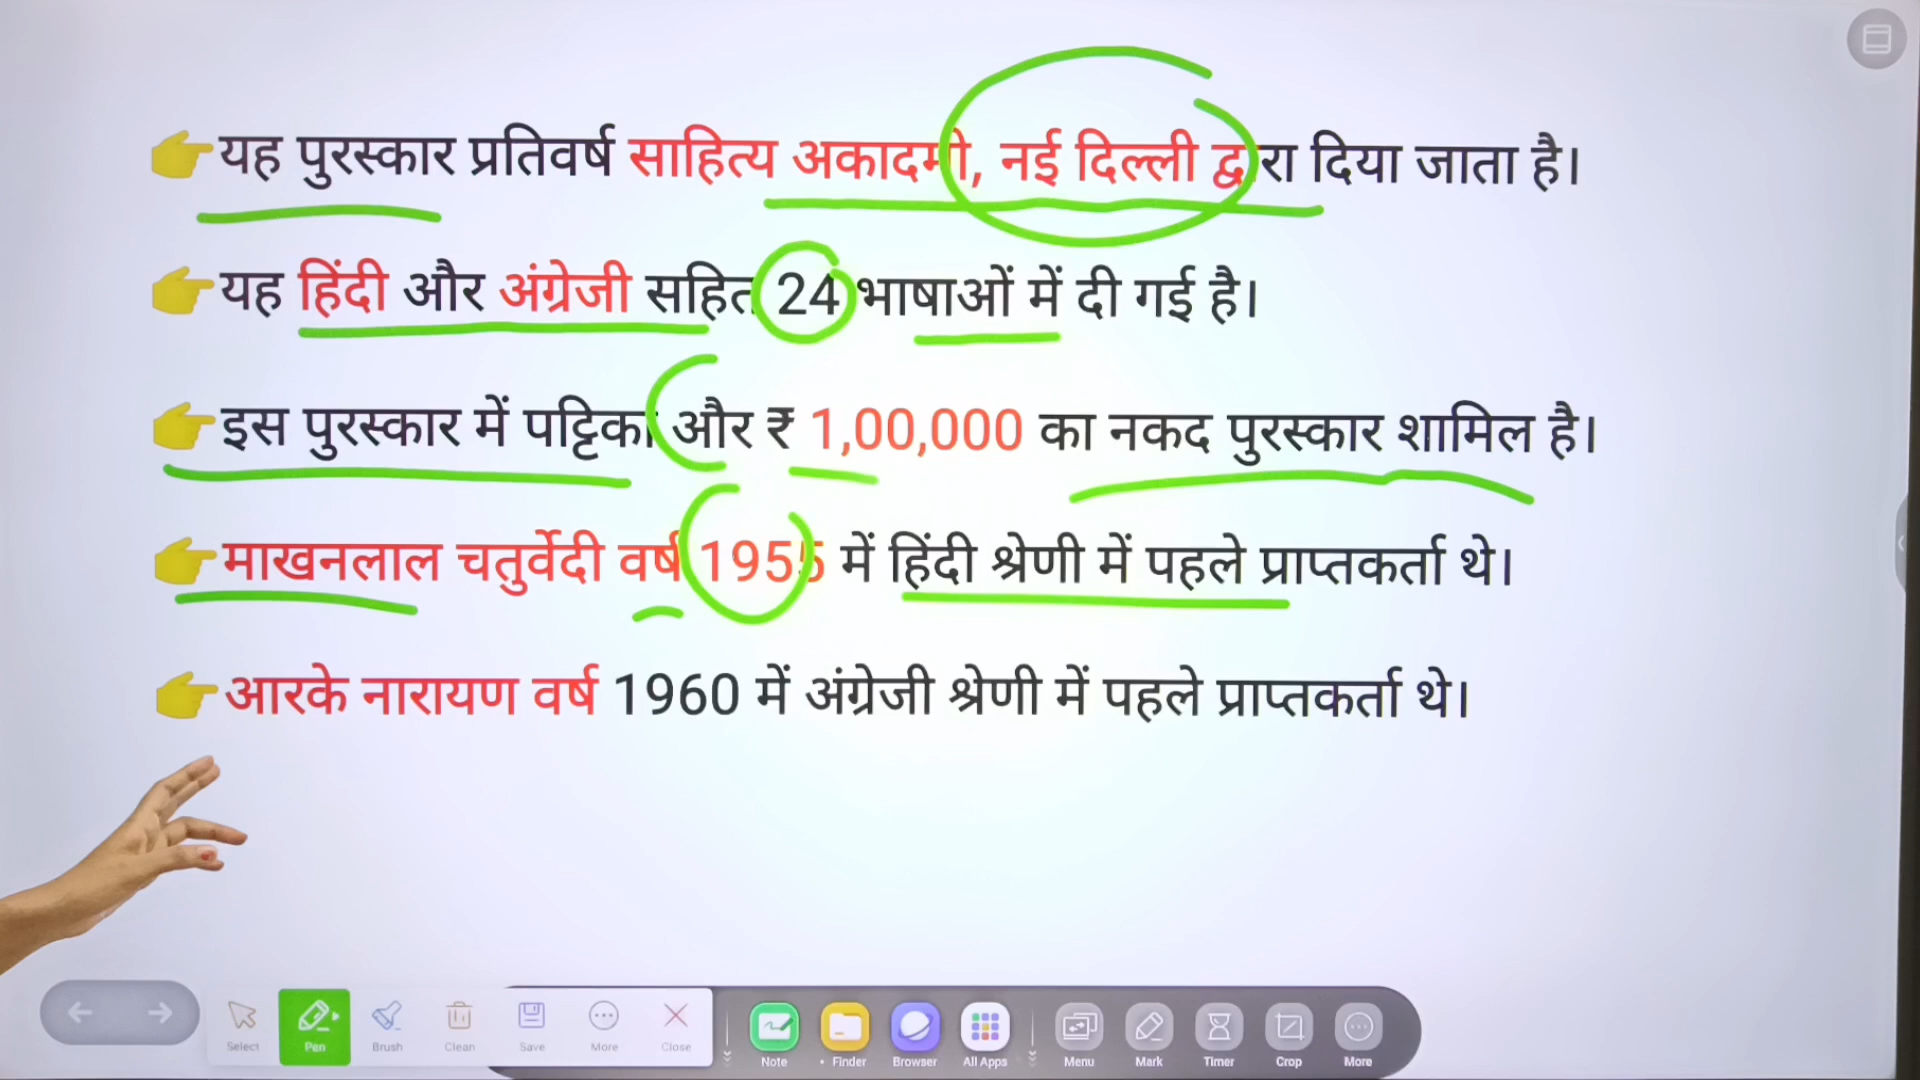 यह पुरस्कार प्रतिवर्ष साहित्य अकादमी, नई दिल्ली द्वारा दिया जाता है।
यह हिंदी और अंग्रेजी सहित 24 भाषाओं में दी गई है।
इस पुरस्कार में पट्टिका और ₹ 1,00,000 का नकद पुरस्कार शामिल है।
माखनलाल चतुर्वेदी वर्ष 1955 में हिंदी श्रेणी में पहले प्राप्तकर्ता थे।
आरके नारायण वर्ष 1960 में अंग्रेजी श्रेणी में पहले प्राप्तकर्ता थे।
Select Pen Brush Clean Save More Close Note Finder Browser All Apps Menu Mark Timer Crop More